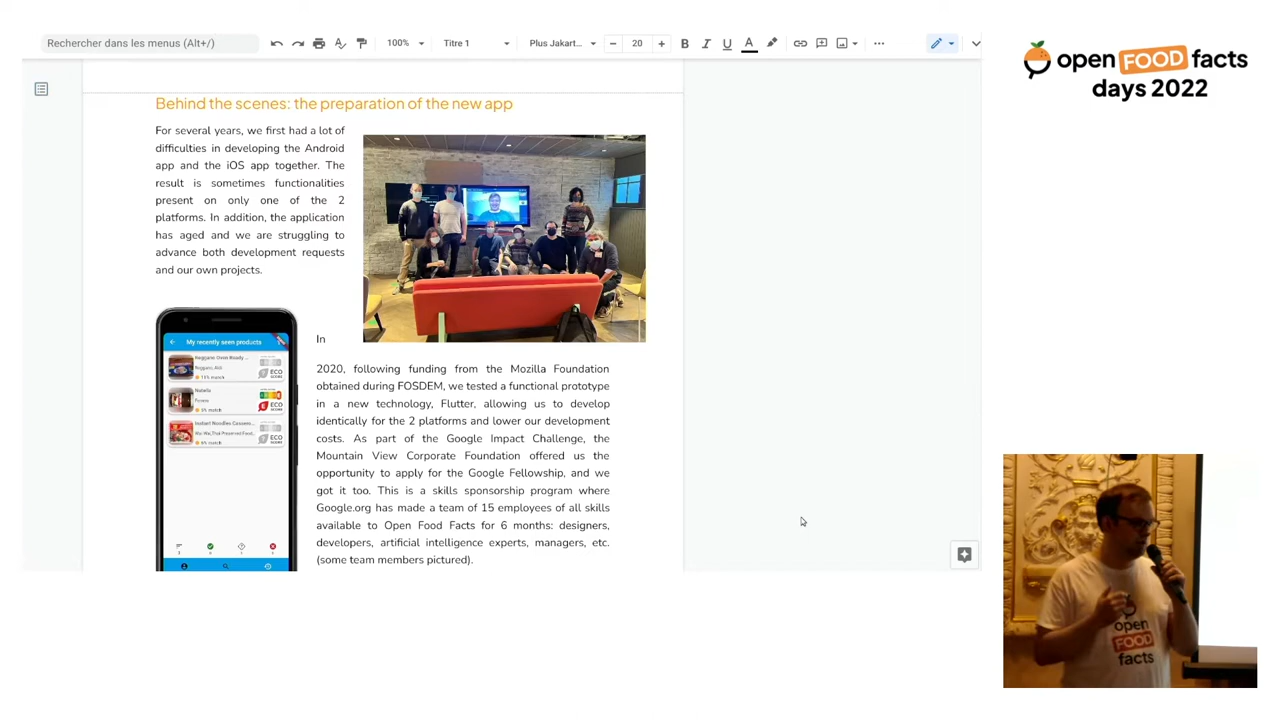 Rechercher dans les menus (Alt+/)
100%
Titre 1
Plus Jakart...
20
B I U A
open FOOD facts
days 2022
Behind the scenes: the preparation of the new app
For several years, we first had a lot of
difficulties in developing the Android
app and the iOS app together. The
result is sometimes functionalities
present on only one of the 2
platforms. In addition, the application
has aged and we are struggling to
advance both development requests
and our own projects.
My recently seen products
ECO
SCORE
Nutella
Ferrero
ECO
SCORE
ECO
SCORE
In
2020, following funding from the Mozilla Foundation
obtained during FOSDEM, we tested a functional prototype
in a new technology, Flutter, allowing us to develop
identically for the 2 platforms and lower our development
costs. As part of the Google Impact Challenge, the
Mountain View Corporate Foundation offered us the
opportunity to apply for the Google Fellowship, and we
got it too. This is a skills sponsorship program where
Google.org has made a team of 15 employees of all skills
available to Open Food Facts for 6 months: designers,
developers, artificial intelligence experts, managers, etc.
(some team members pictured).
open
FOOD
facts